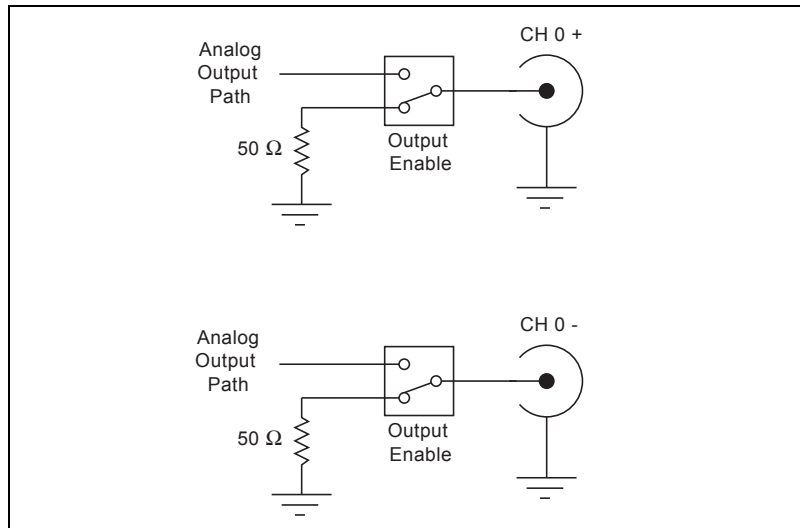 CH 0 +
Analog
Output
Path
50 Ω
Output
Enable
CH 0 -
Analog
Output
Path
50 Ω
Output
Enable